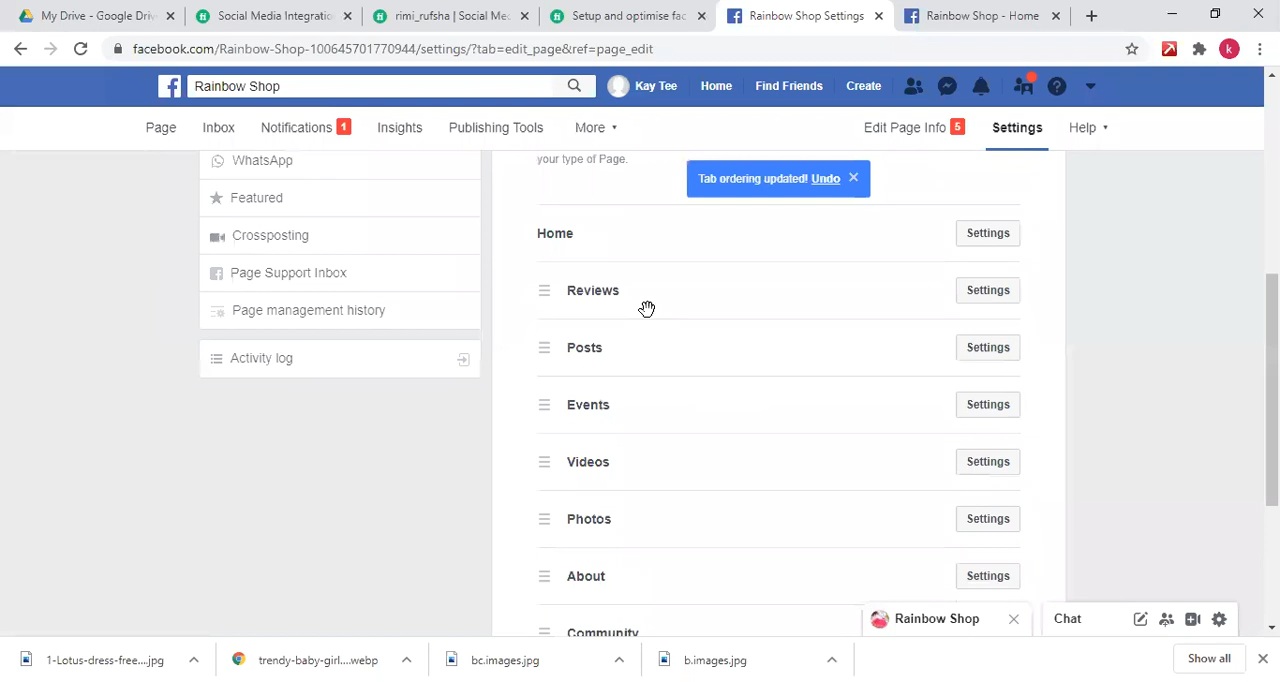 My Drive - Google Driv
Social Media Integratio
rimi_rufsha | Social Me
Setup and optimise fac
Rainbow Shop Settings
Rainbow Shop - Home
facebook.com/Rainbow-Shop-100645701770944/settings/?tab=edit_page&ref=page_edit
k
Rainbow Shop
Kay Tee
Home
Find Friends
Create
Page
Inbox
Notifications 1
Insights
Publishing Tools
More
Edit Page Info 5
Settings
Help
WhatsApp
Featured
Crossposting
Page Support Inbox
Page management history
Activity log
your type of Page.
Tab ordering updated! Undo
Home Settings
Reviews Settings
Posts Settings
Events Settings
Videos Settings
Photos Settings
About Settings
Community
Rainbow Shop
Chat
1-Lotus-dress-free....jpg
trendy-baby-girl....webp
bc.images.jpg
b.images.jpg
Show all